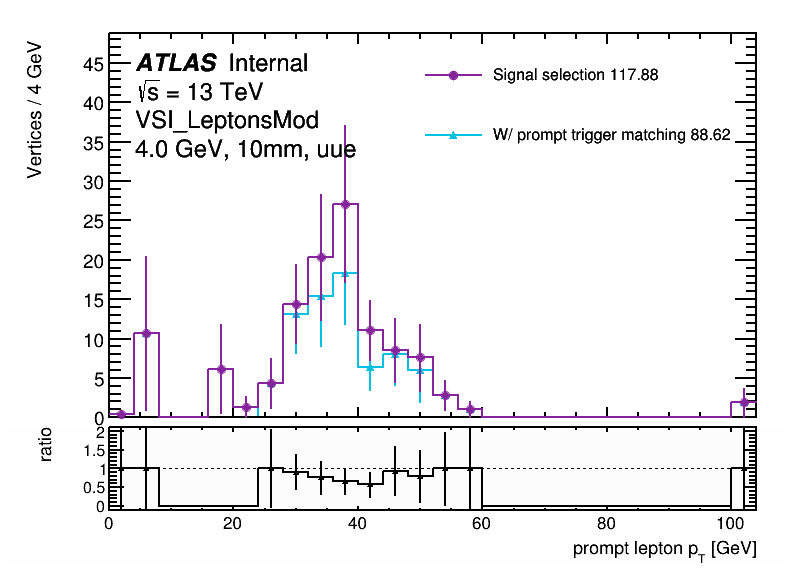 ATLAS Internal
√s = 13 TeV
VSI_LeptonsMod
4.0 GeV, 10mm, uue
Signal selection 117.88
W/ prompt trigger matching 88.62
Vertices / 4 GeV
45
40
35
30
25
20
15
10
5
0
ratio
2
1.5
1
0.5
0
0 20 40 60 80 100
prompt lepton pT [GeV]